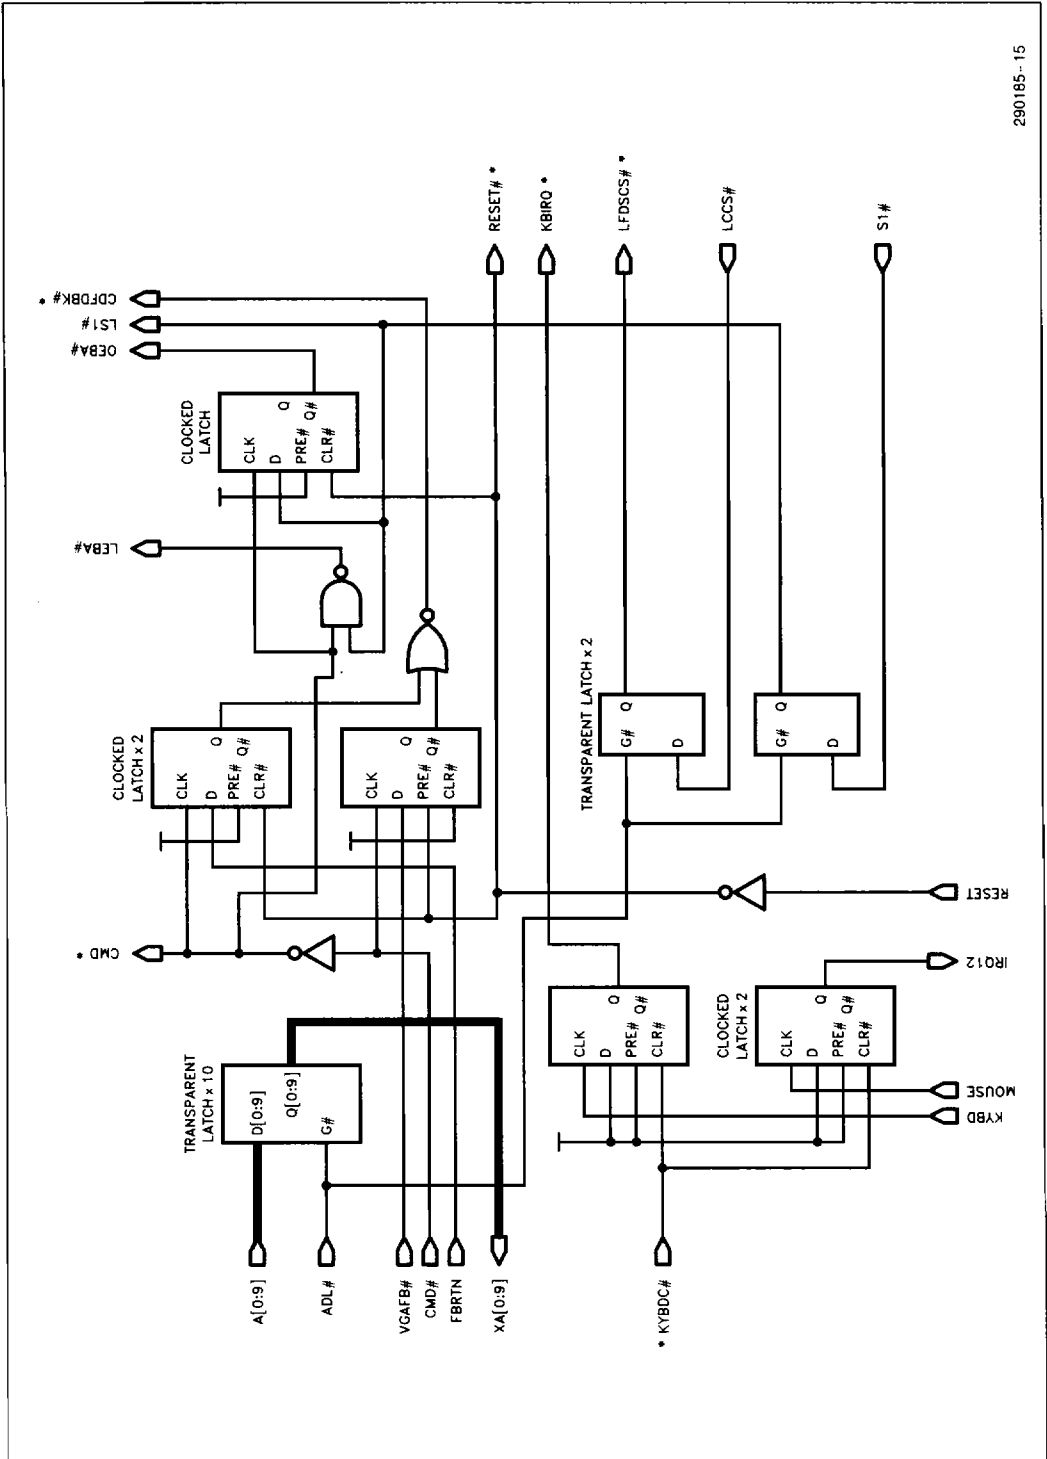 290185-15
CDFDBK# *
LS1#
OEBA#
LEBA#
CMD *
RESET# *
KBIRQ *
LFDSCS# *
LCCS#
S1#
CLOCKED
LATCH
CLK
D
PRE#
CLR#
Q
Q#
CLOCKED
LATCH x 2
CLK
D
PRE#
CLR#
Q
Q#
CLK
D
PRE#
CLR#
Q
Q#
TRANSPARENT LATCH x 2
G#
D
Q
G#
D
Q
TRANSPARENT
LATCH x 10
D[0:9]
Q[0:9]
G#
CLK
D
PRE#
CLR#
Q
Q#
CLOCKED
LATCH x 2
CLK
D
PRE#
CLR#
Q
Q#
RESET
IRQ12
MOUSE
KYBD
A[0:9]
ADL#
VGAFB#
CMD#
FBRTN
XA[0:9]
* KYBDC#